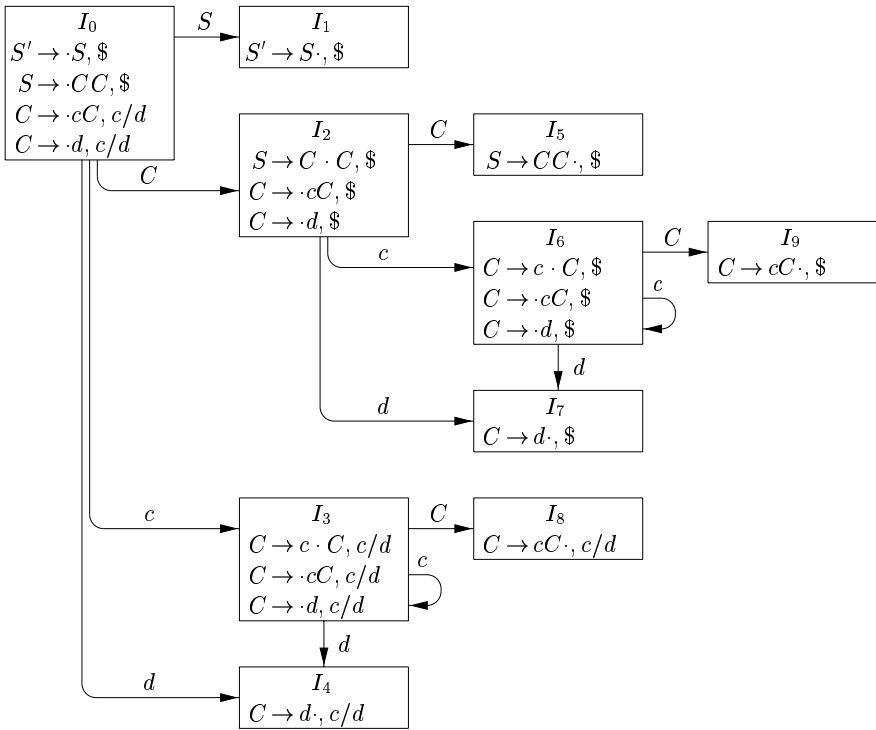 I₀
S' → ·S, $
S → ·CC, $
C → ·cC, c/d
C → ·d, c/d
S
I₁
S' → S·, $
C
I₂
S → C · C, $
C → ·cC, $
C → ·d, $
C
I₅
S → CC·, $
c
I₆
C → c · C, $
C → ·cC, $
C → ·d, $
C
I₉
C → cC·, $
c
d
d
I₇
C → d·, $
c
I₃
C → c · C, c/d
C → ·cC, c/d
C → ·d, c/d
C
I₈
C → cC·, c/d
c
d
d
I₄
C → d·, c/d